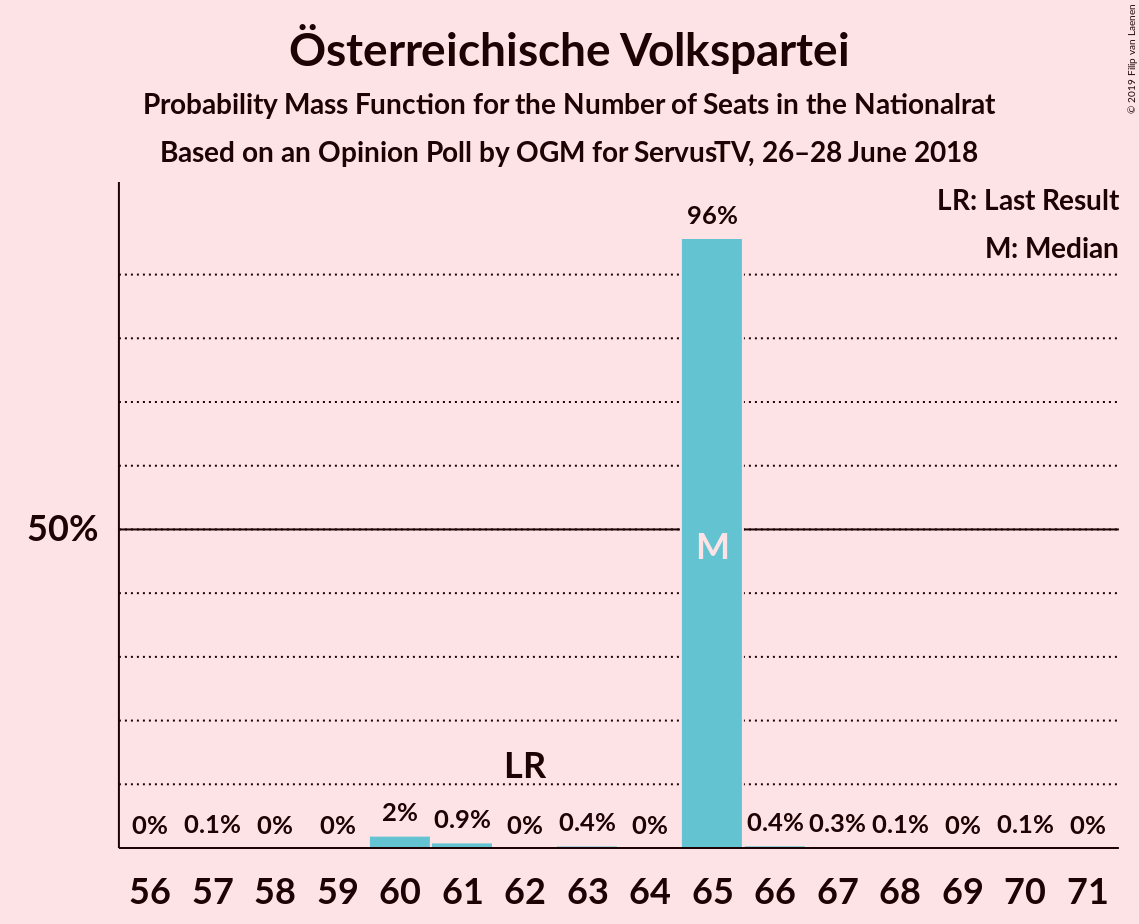 Österreichische Volkspartei
Probability Mass Function for the Number of Seats in the Nationalrat
Based on an Opinion Poll by OGM for ServusTV, 26–28 June 2018
© 2019 Filip van Laenen
LR: Last Result
M: Median
96%
50%
M
LR
0% 0.1% 0% 0% 2% 0.9% 0% 0.4% 0% 0.4% 0.3% 0.1% 0% 0.1% 0%
56 57 58 59 60 61 62 63 64 65 66 67 68 69 70 71